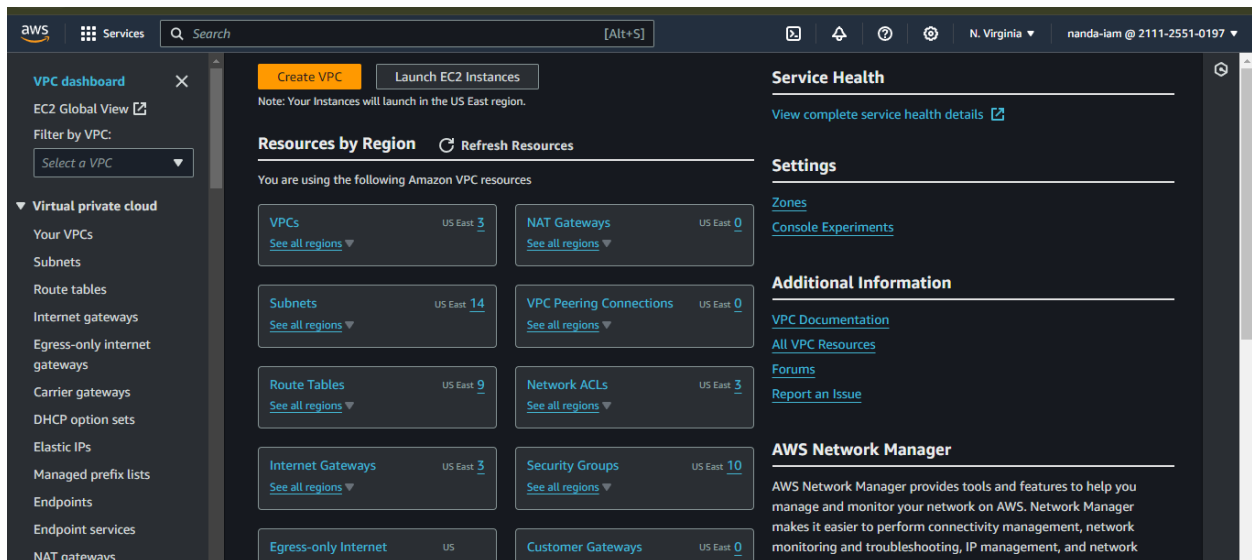 aws
Services
Search
[Alt+S]
N. Virginia
nanda-iam @ 2111-2551-0197
VPC dashboard
EC2 Global View
Filter by VPC:
Select a VPC
Virtual private cloud
Your VPCs
Subnets
Route tables
Internet gateways
Egress-only internet
gateways
Carrier gateways
DHCP option sets
Elastic IPs
Managed prefix lists
Endpoints
Endpoint services
NAT gateways
Create VPC
Launch EC2 Instances
Note: Your Instances will launch in the US East region.
Resources by Region
Refresh Resources
You are using the following Amazon VPC resources
VPCs US East 3
See all regions
NAT Gateways US East 0
See all regions
Subnets US East 14
See all regions
VPC Peering Connections US East 0
See all regions
Route Tables US East 9
See all regions
Network ACLs US East 3
See all regions
Internet Gateways US East 3
See all regions
Security Groups US East 10
See all regions
Egress-only Internet US
Customer Gateways US East 0
Service Health
View complete service health details
Settings
Zones
Console Experiments
Additional Information
VPC Documentation
All VPC Resources
Forums
Report an Issue
AWS Network Manager
AWS Network Manager provides tools and features to help you
manage and monitor your network on AWS. Network Manager
makes it easier to perform connectivity management, network
monitoring and troubleshooting, IP management, and network